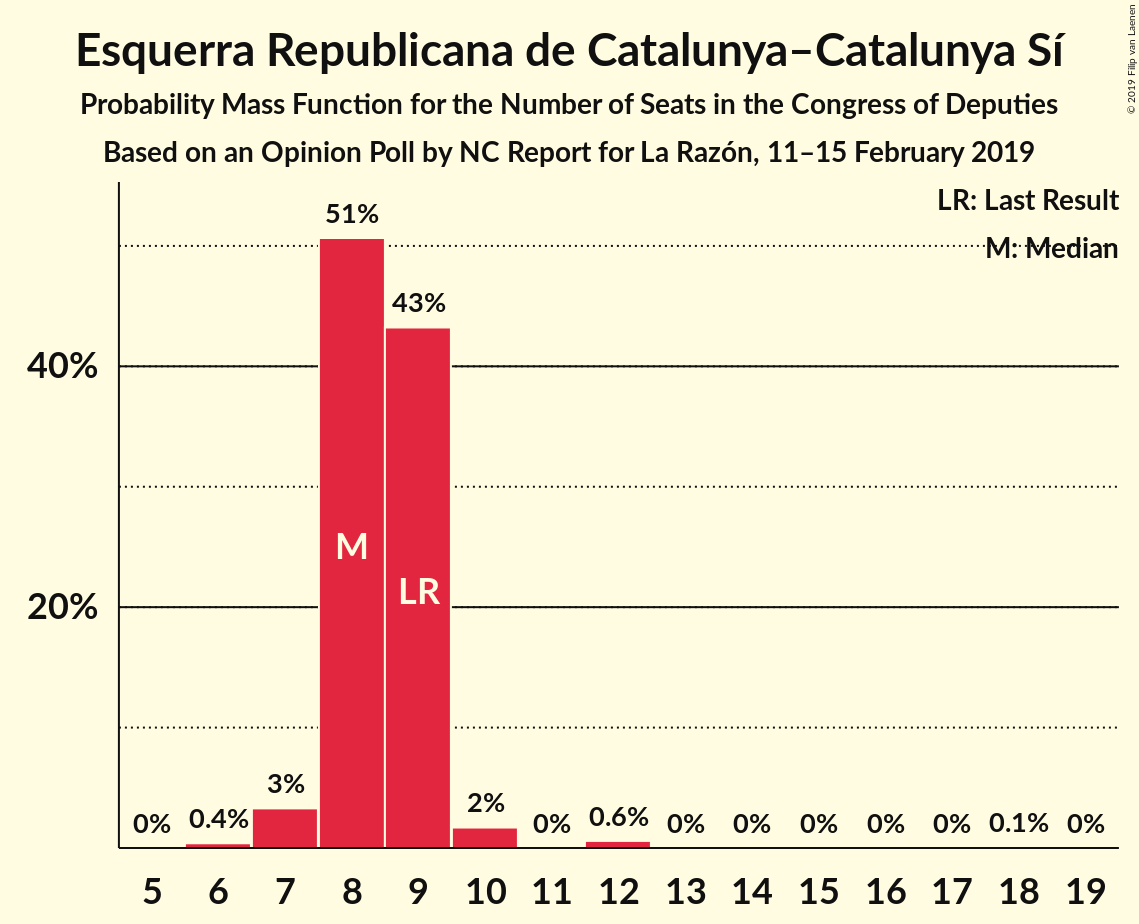 Esquerra Republicana de Catalunya–Catalunya Sí
Probability Mass Function for the Number of Seats in the Congress of Deputies
Based on an Opinion Poll by NC Report for La Razón, 11–15 February 2019
© 2019 Filip van Laenen
LR: Last Result
M: Median
40%
20%
0%
0.4%
3%
51%
43%
2%
0%
0.6%
0%
0%
0%
0%
0%
0.1%
0%
M
LR
5 6 7 8 9 10 11 12 13 14 15 16 17 18 19